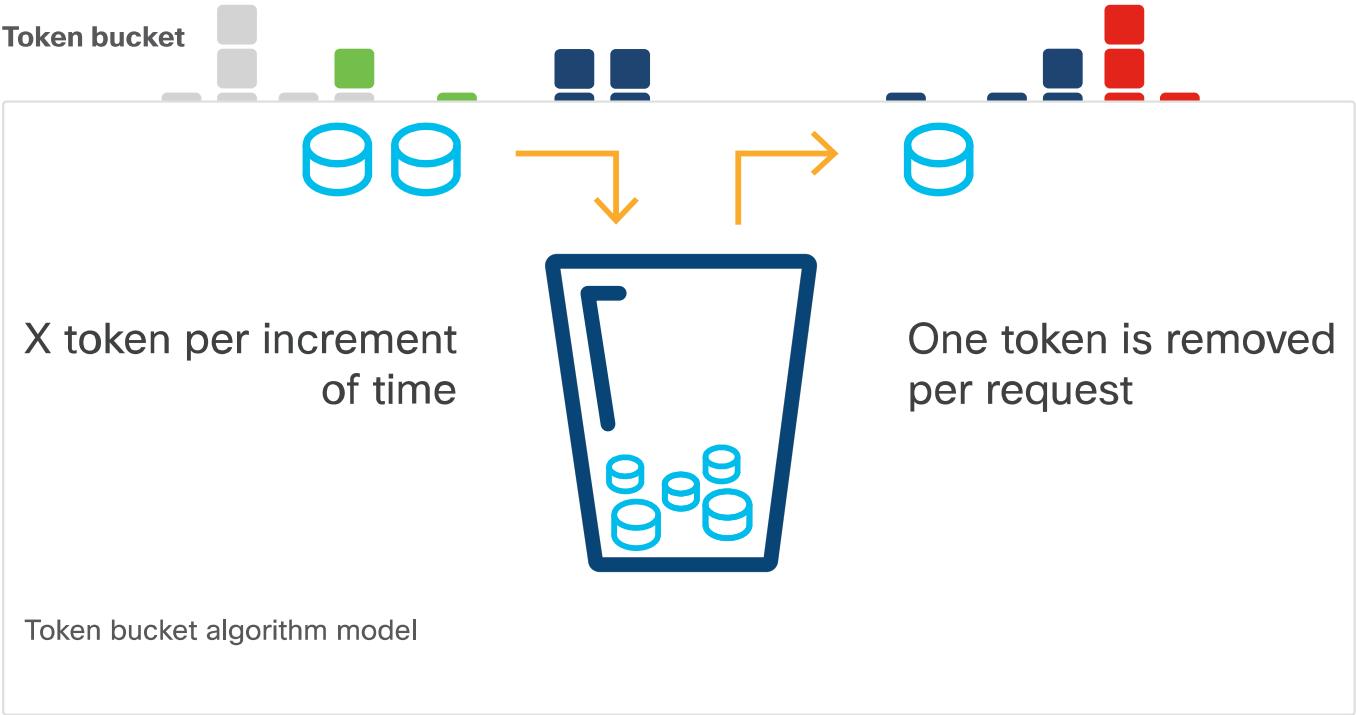 Token bucket
X token per increment
of time
One token is removed
per request
Token bucket algorithm model